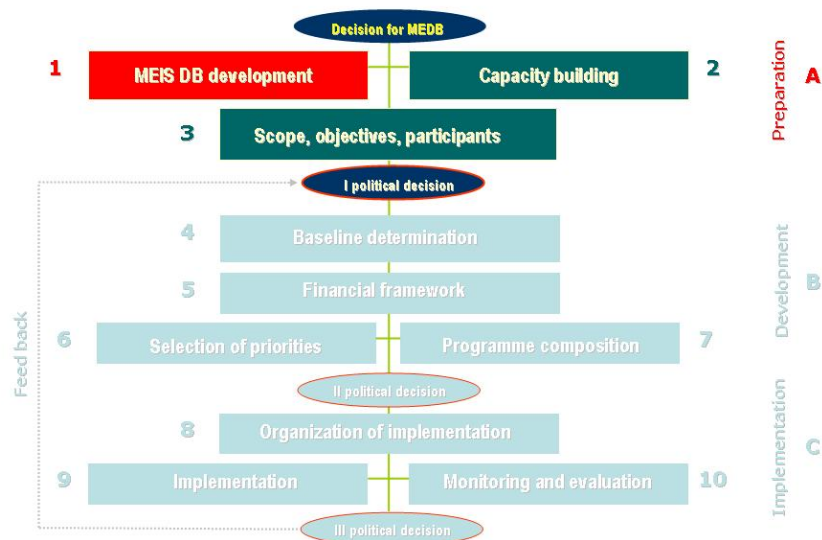 Decision for MEDB
1 MEIS DB development Capacity building 2
3 Scope, objectives, participants
I political decision
Preparation A
4 Baseline determination
5 Financial framework
6 Selection of priorities Programme composition 7
II political decision
Development B
8 Organization of implementation
9 Implementation Monitoring and evaluation 10
III political decision
Implementation C
Feed back